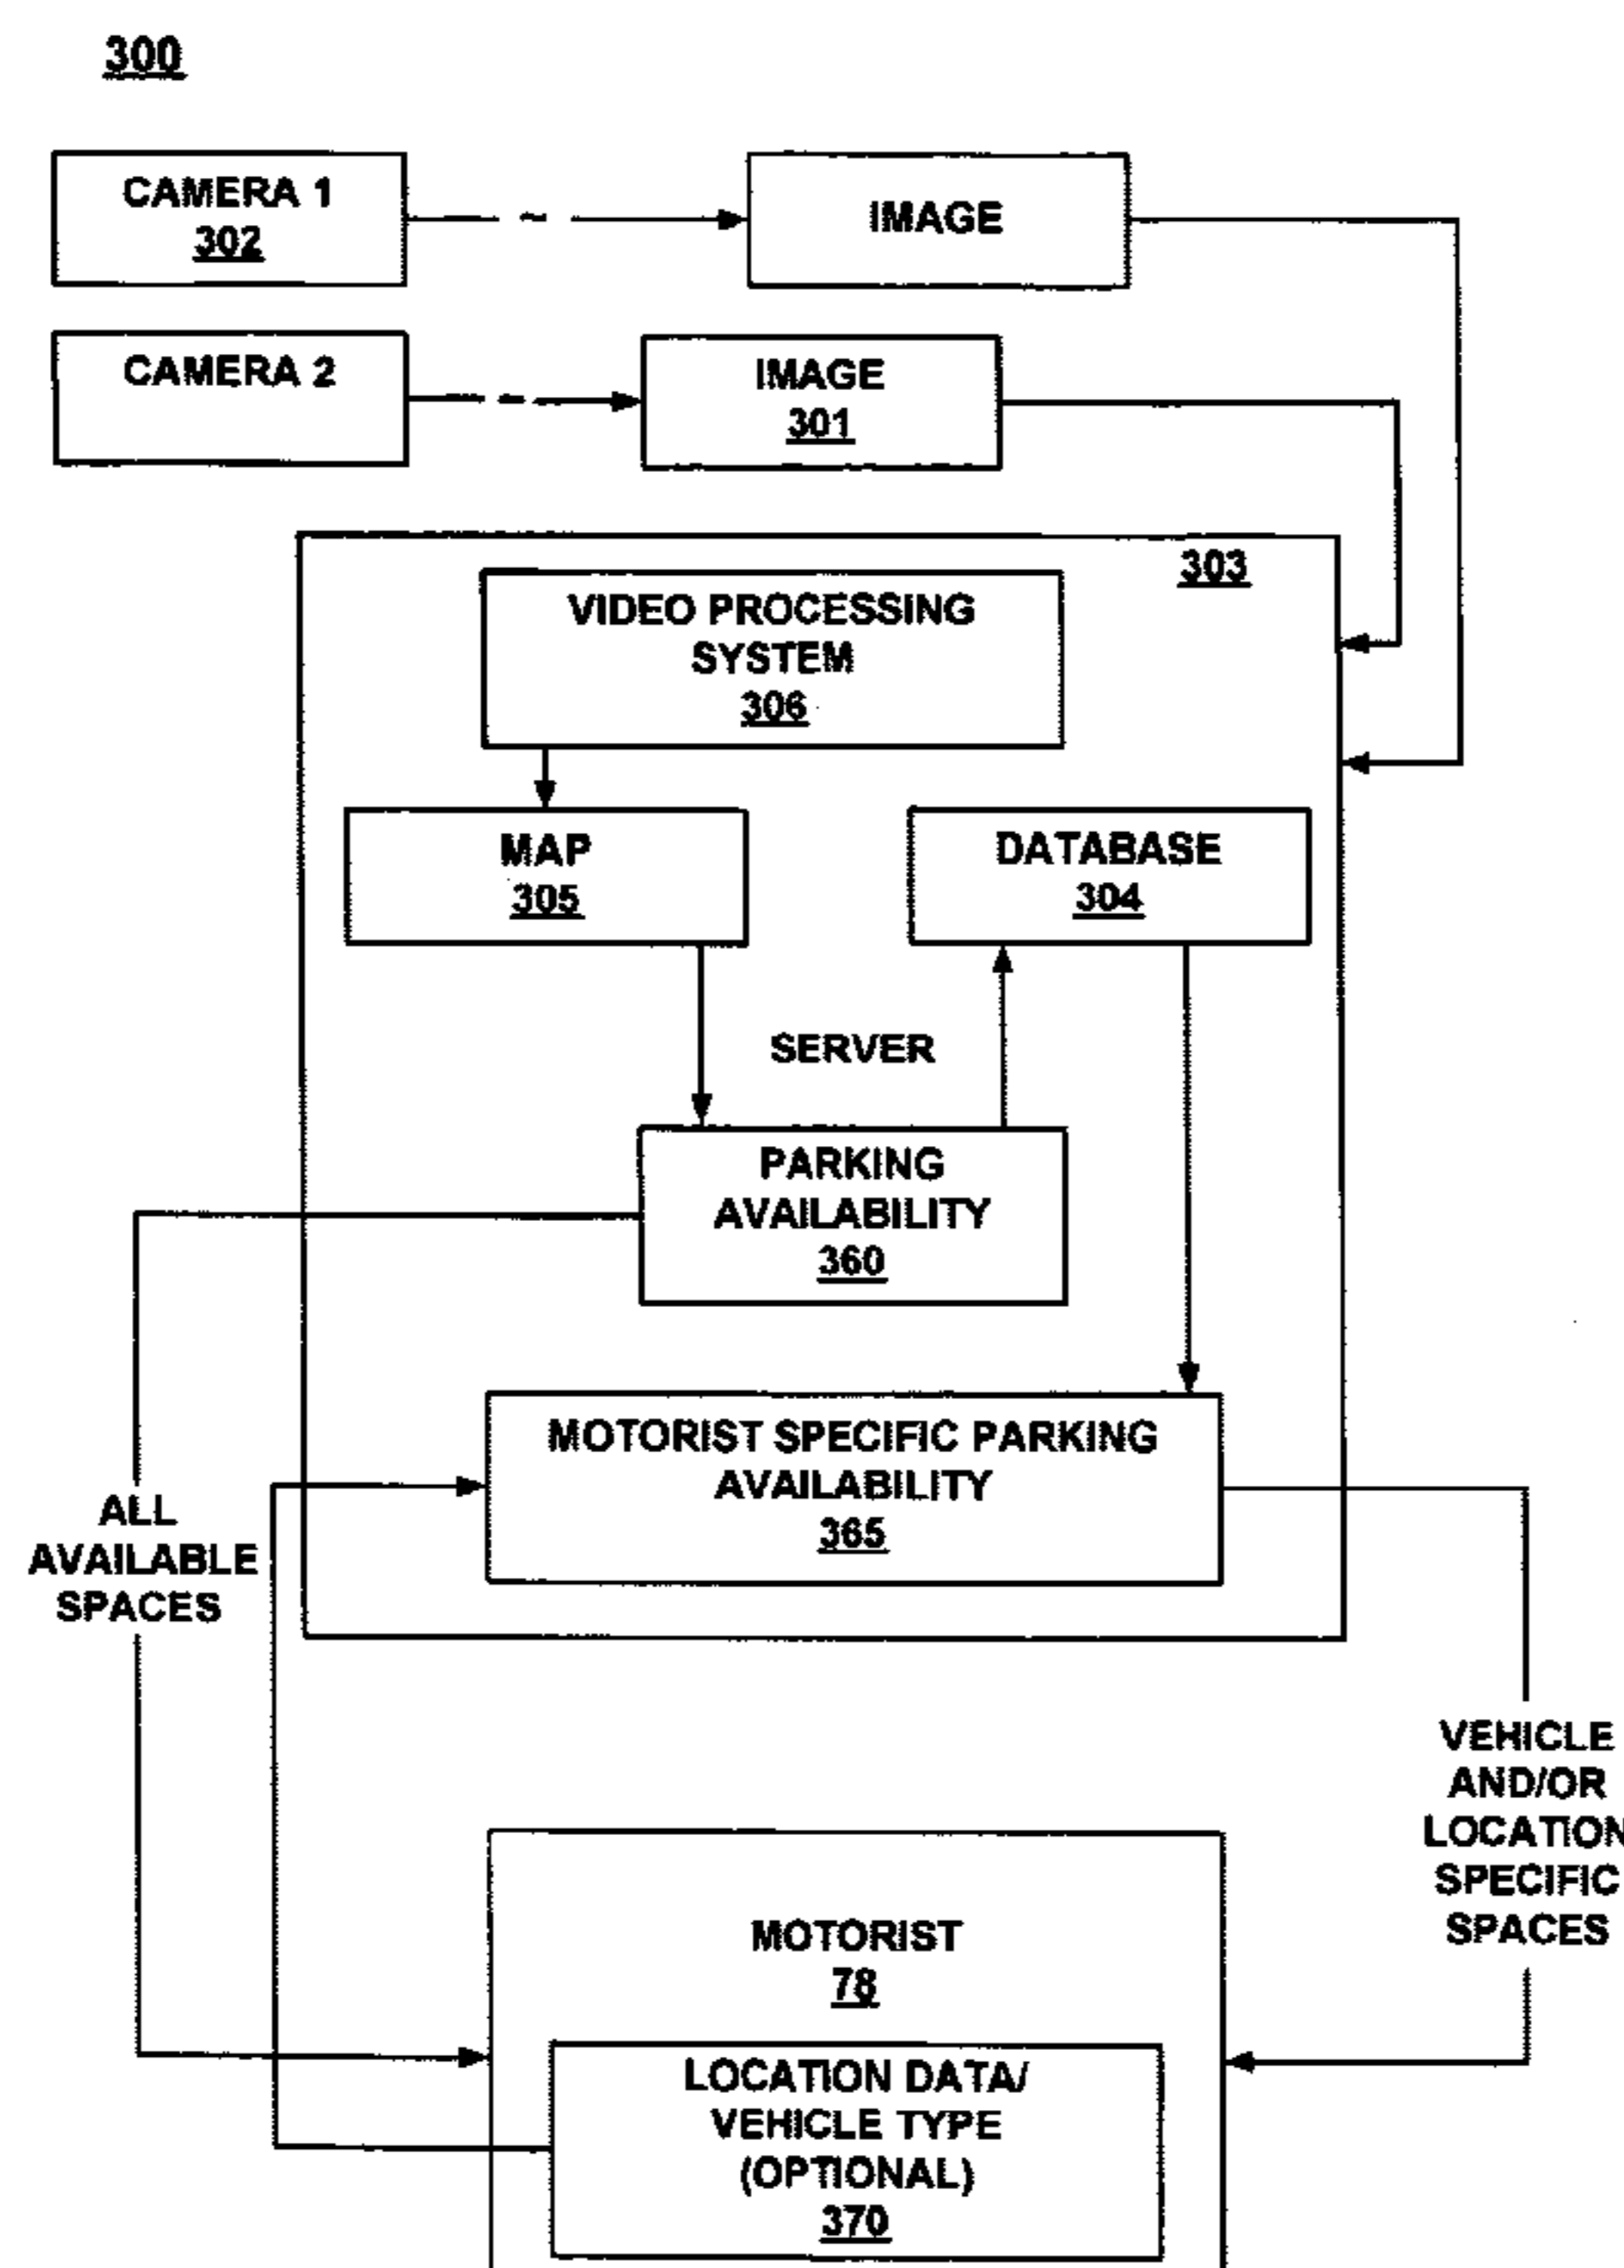 300
CAMERA 1
302
IMAGE
CAMERA 2
IMAGE
301
303
VIDEO PROCESSING
SYSTEM
306
MAP
305
DATABASE
304
SERVER
PARKING
AVAILABILITY
360
MOTORIST SPECIFIC PARKING
AVAILABILITY
365
ALL
AVAILABLE
SPACES
VEHICLE
AND/OR
LOCATION
SPECIFIC
SPACES
MOTORIST
78
LOCATION DATA/
VEHICLE TYPE
(OPTIONAL)
370